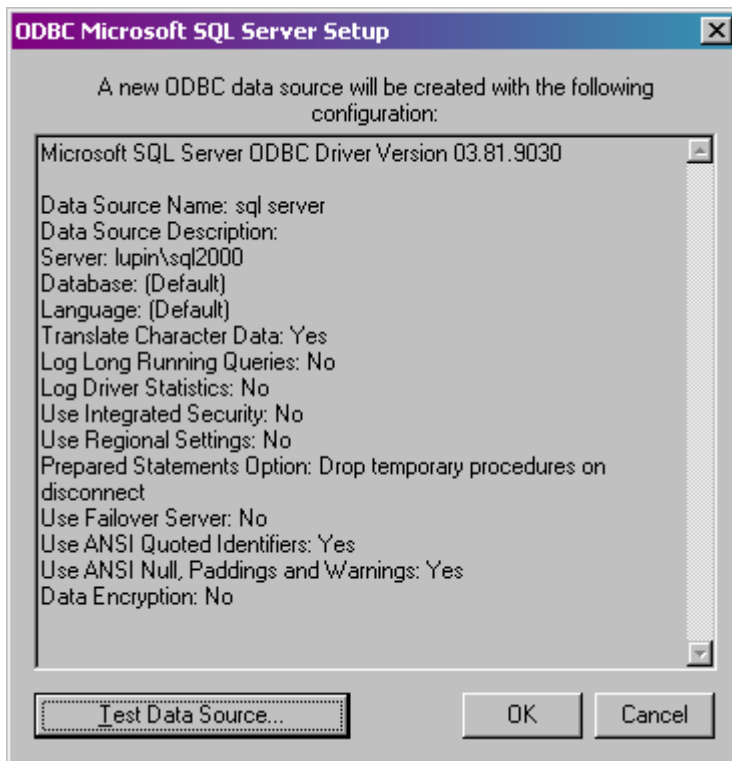 ODBC Microsoft SQL Server Setup
A new ODBC data source will be created with the following
configuration:
Microsoft SQL Server ODBC Driver Version 03.81.9030
Data Source Name: sql server
Data Source Description:
Server: lupin\sql2000
Database: (Default)
Language: (Default)
Translate Character Data: Yes
Log Long Running Queries: No
Log Driver Statistics: No
Use Integrated Security: No
Use Regional Settings: No
Prepared Statements Option: Drop temporary procedures on
disconnect
Use Failover Server: No
Use ANSI Quoted Identifiers: Yes
Use ANSI Null, Paddings and Warnings: Yes
Data Encryption: No
Test Data Source...
OK
Cancel